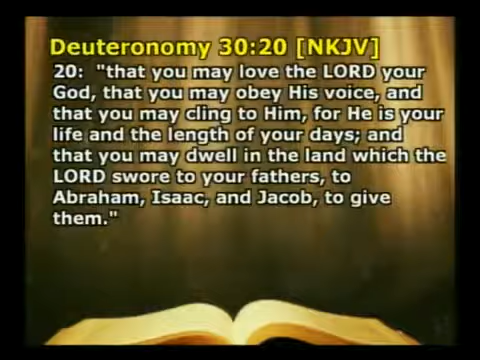 Deuteronomy 30:20 [NKJV]
20:  "that you may love the LORD your
God, that you may obey His voice, and
that you may cling to Him, for He is your
life and the length of your days; and
that you may dwell in the land which the
LORD swore to your fathers, to
Abraham, Isaac, and Jacob, to give
them."